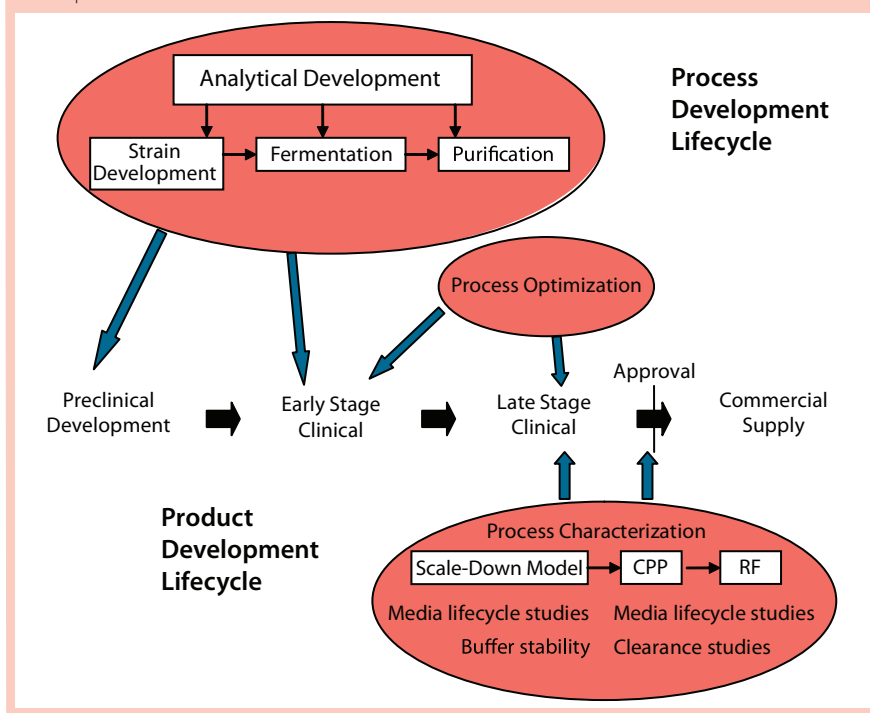 Analytical Development
Process
Development
Lifecycle
Strain
Development
Fermentation
Purification
Process Optimization
Approval
Preclinical
Development
Early Stage
Clinical
Late Stage
Clinical
Commercial
Supply
Product
Development
Lifecycle
Process Characterization
Scale-Down Model
CPP
RF
Media lifecycle studies
Media lifecycle studies
Buffer stability
Clearance studies